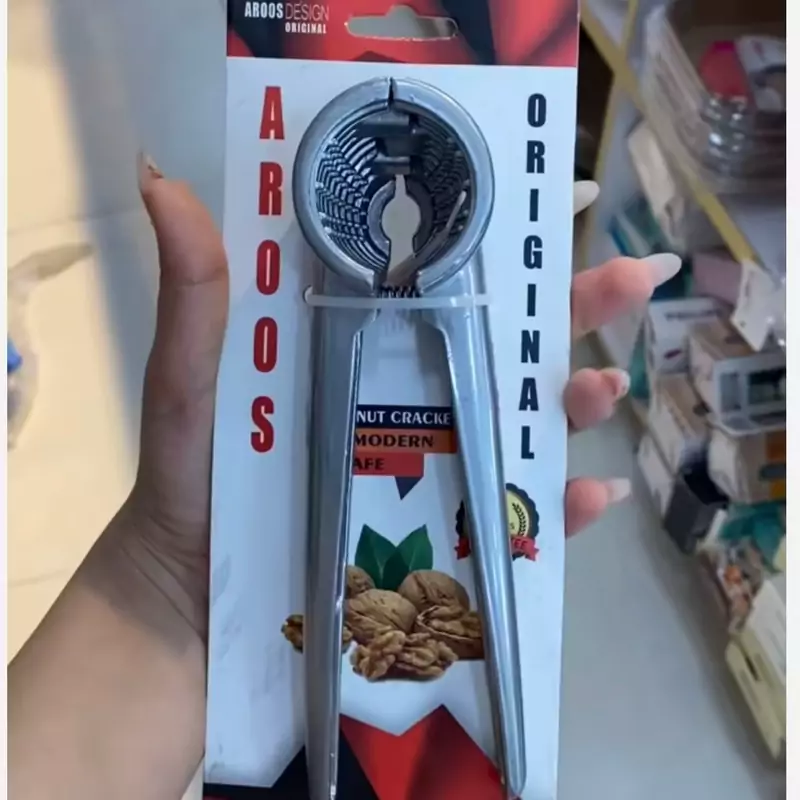 AROOS DESIGN
ORIGINAL
AROOS
ORIGINAL
NUT CRACKE
MODERN
AFE